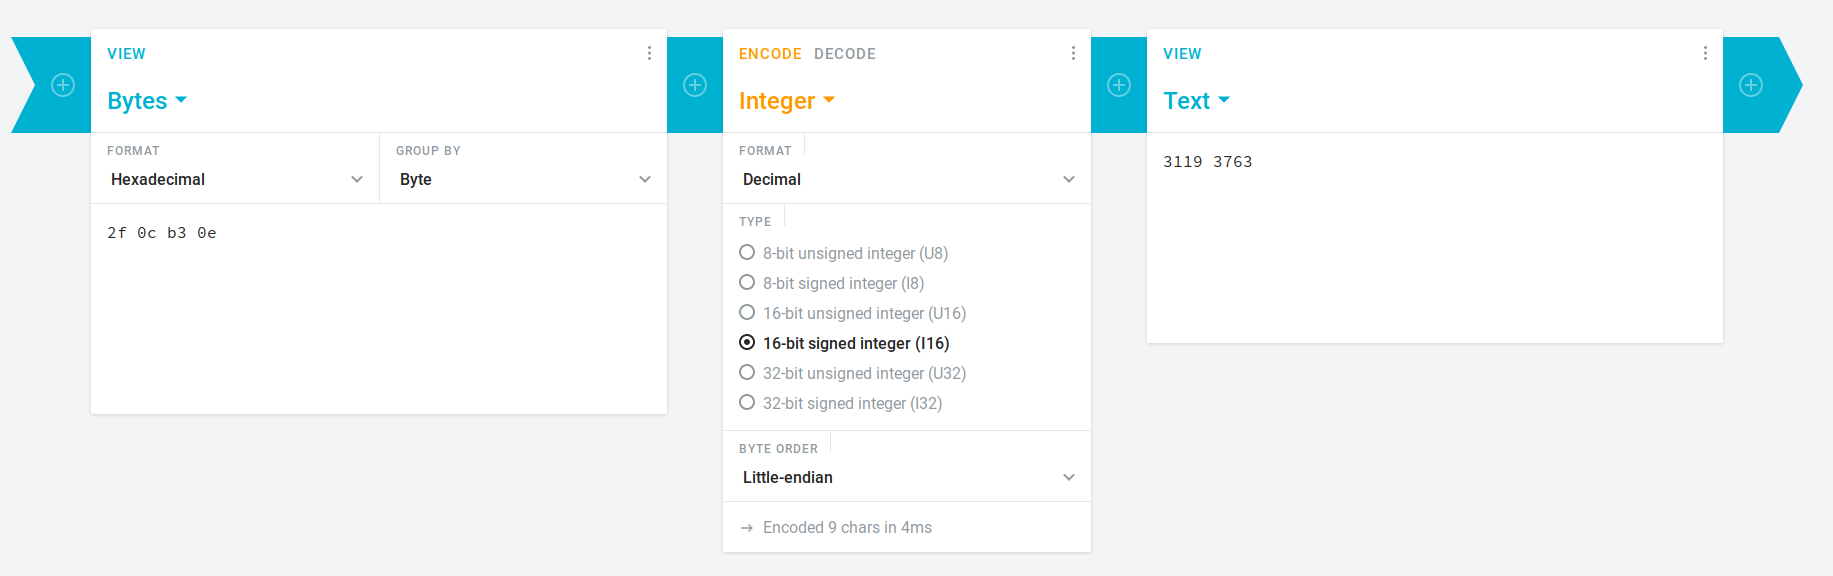 VIEW
Bytes
FORMAT
Hexadecimal
GROUP BY
Byte
2f 0c b3 0e
ENCODE DECODE
Integer
FORMAT
Decimal
TYPE
8-bit unsigned integer (U8)
8-bit signed integer (I8)
16-bit unsigned integer (U16)
16-bit signed integer (I16)
32-bit unsigned integer (U32)
32-bit signed integer (I32)
BYTE ORDER
Little-endian
→ Encoded 9 chars in 4ms
VIEW
Text
3119 3763